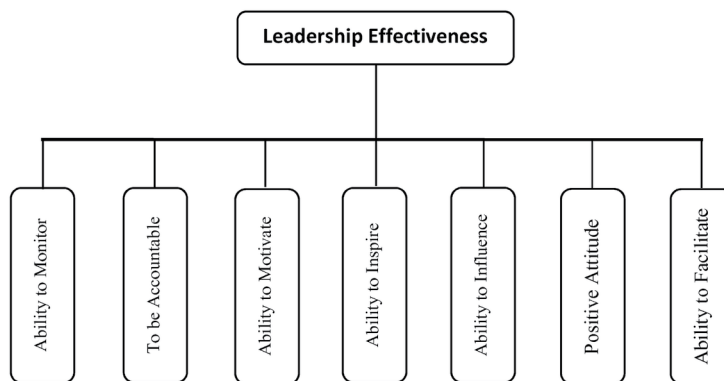 Leadership Effectiveness
Ability to Monitor
To be Accountable
Ability to Motivate
Ability to Inspire
Ability to Influence
Positive Attitude
Ability to Facilitate